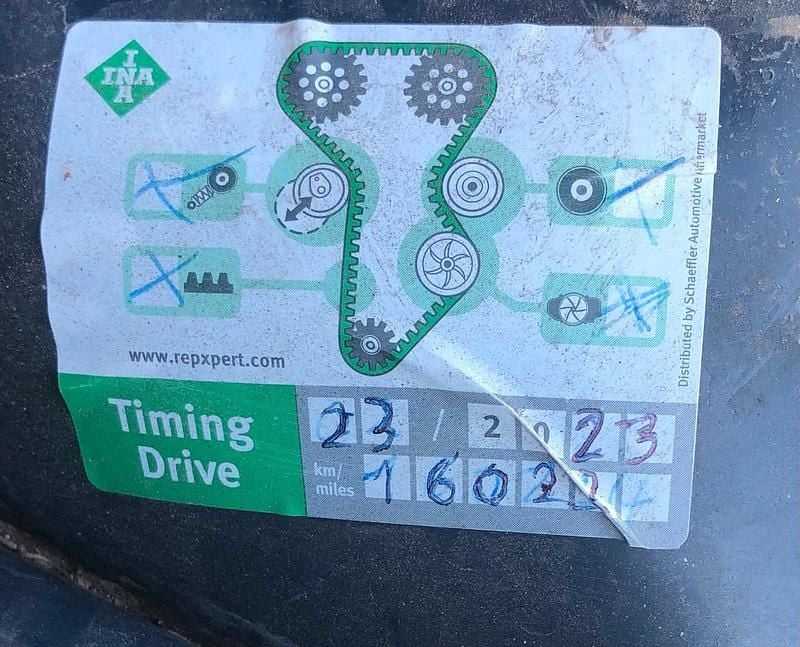 INA
www.repxpert.com
Distributed by Schaeffler Automotive Aftermarket
Timing
Drive
23 / 2023
km/
miles
16022